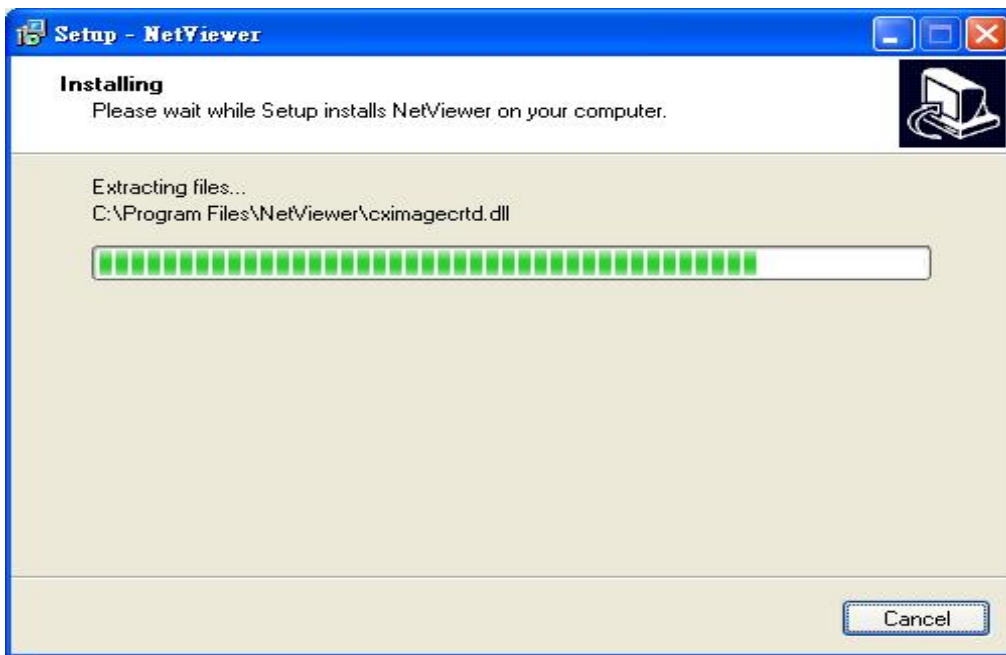 Setup - NetViewer
Installing
Please wait while Setup installs NetViewer on your computer.
Extracting files...
C:\Program Files\NetViewer\cximagecrtd.dll
Cancel